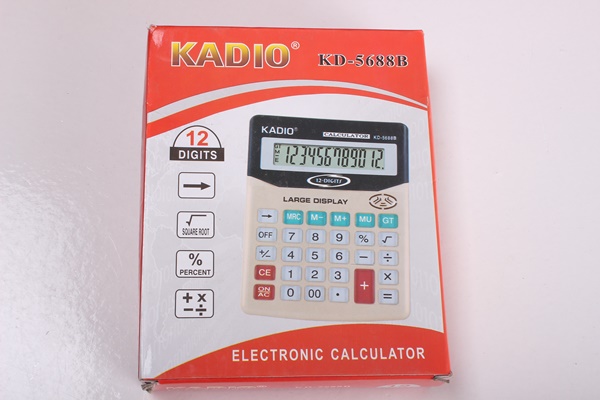 KADIO®
KD-5688B
12
DIGITS
→
√
SQUARE ROOT
%
PERCENT
+ ×
− ÷
KADIO®
CALCULATOR
KD-5688B
123456789012.
12-DIGITS
LARGE DISPLAY
→ MRC M− M+ MU GT
OFF 7 8 9 % √
+/− 4 5 6 − ÷
CE 1 2 3 + ×
ON
AC 0 00 • =
ELECTRONIC CALCULATOR